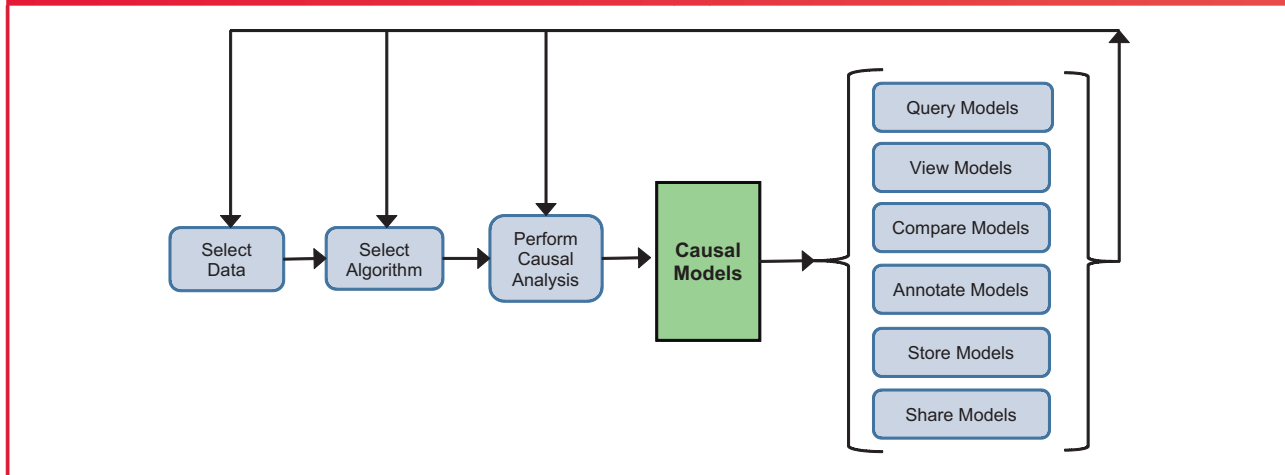 Select
Data
Select
Algorithm
Perform
Causal
Analysis
Causal
Models
Query Models
View Models
Compare Models
Annotate Models
Store Models
Share Models